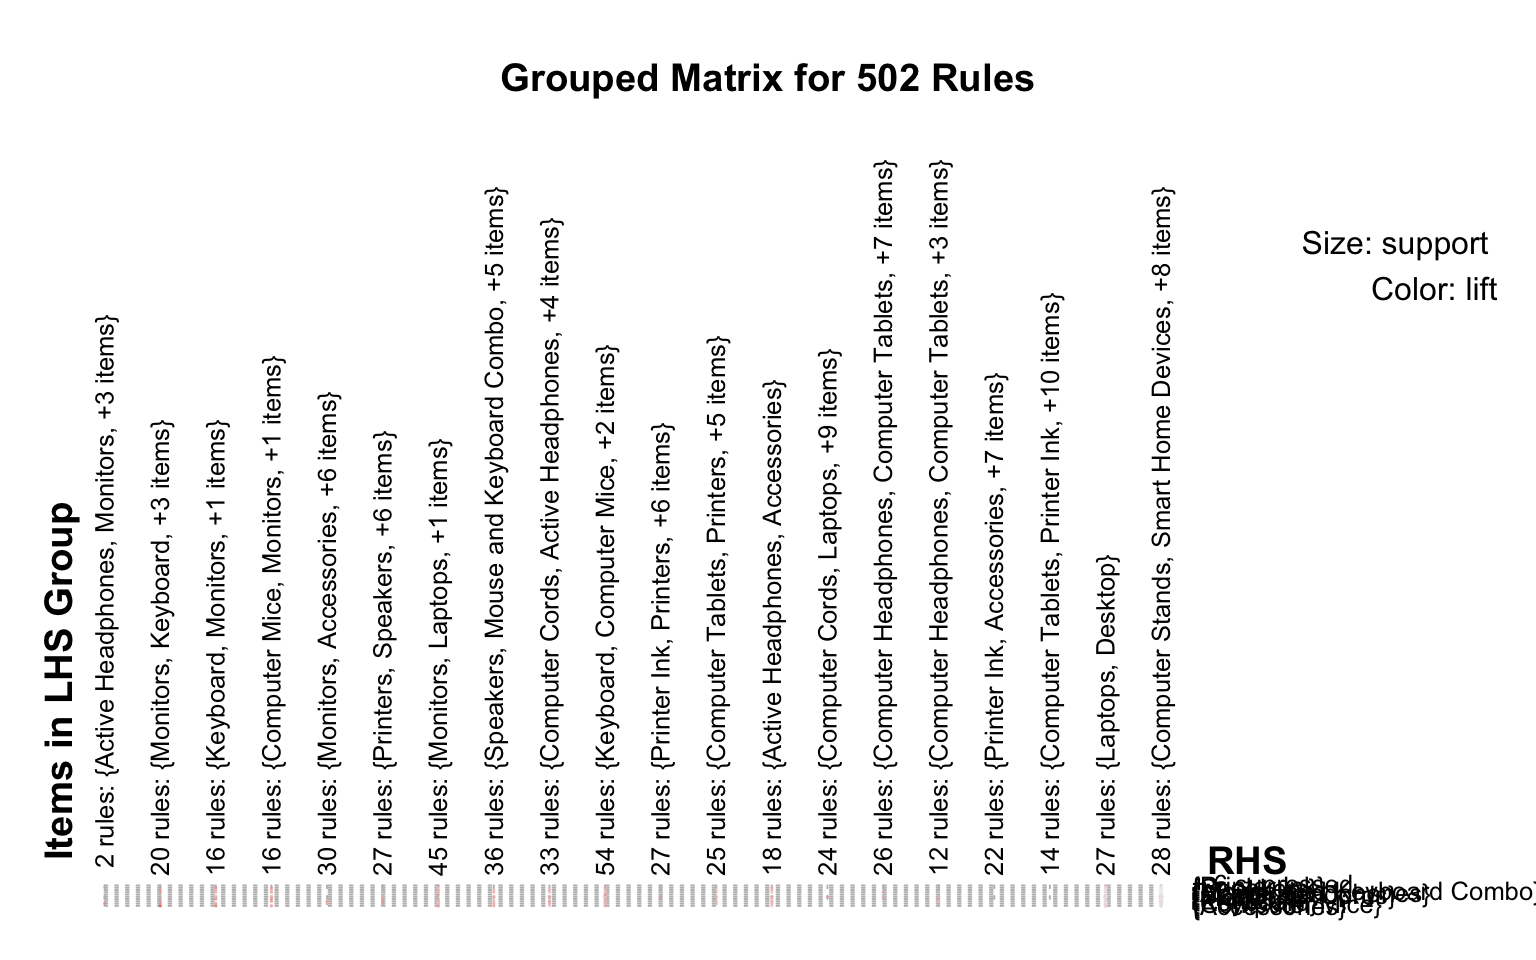 Grouped Matrix for 502 Rules
Size: support
Color: lift
Items in LHS Group
2 rules: {Active Headphones, Monitors, +3 items}
20 rules: {Monitors, Keyboard, +3 items}
16 rules: {Keyboard, Monitors, +1 items}
16 rules: {Computer Mice, Monitors, +1 items}
30 rules: {Monitors, Accessories, +6 items}
27 rules: {Printers, Speakers, +6 items}
45 rules: {Monitors, Laptops, +1 items}
36 rules: {Speakers, Mouse and Keyboard Combo, +5 items}
33 rules: {Computer Cords, Active Headphones, +4 items}
54 rules: {Keyboard, Computer Mice, +2 items}
27 rules: {Printer Ink, Printers, +6 items}
25 rules: {Computer Tablets, Printers, +5 items}
18 rules: {Active Headphones, Accessories}
24 rules: {Computer Cords, Laptops, +9 items}
26 rules: {Computer Headphones, Computer Tablets, +7 items}
12 rules: {Computer Headphones, Computer Tablets, +3 items}
22 rules: {Printer Ink, Accessories, +7 items}
14 rules: {Computer Tablets, Printer Ink, +10 items}
27 rules: {Laptops, Desktop}
28 rules: {Computer Stands, Smart Home Devices, +8 items}
RHS